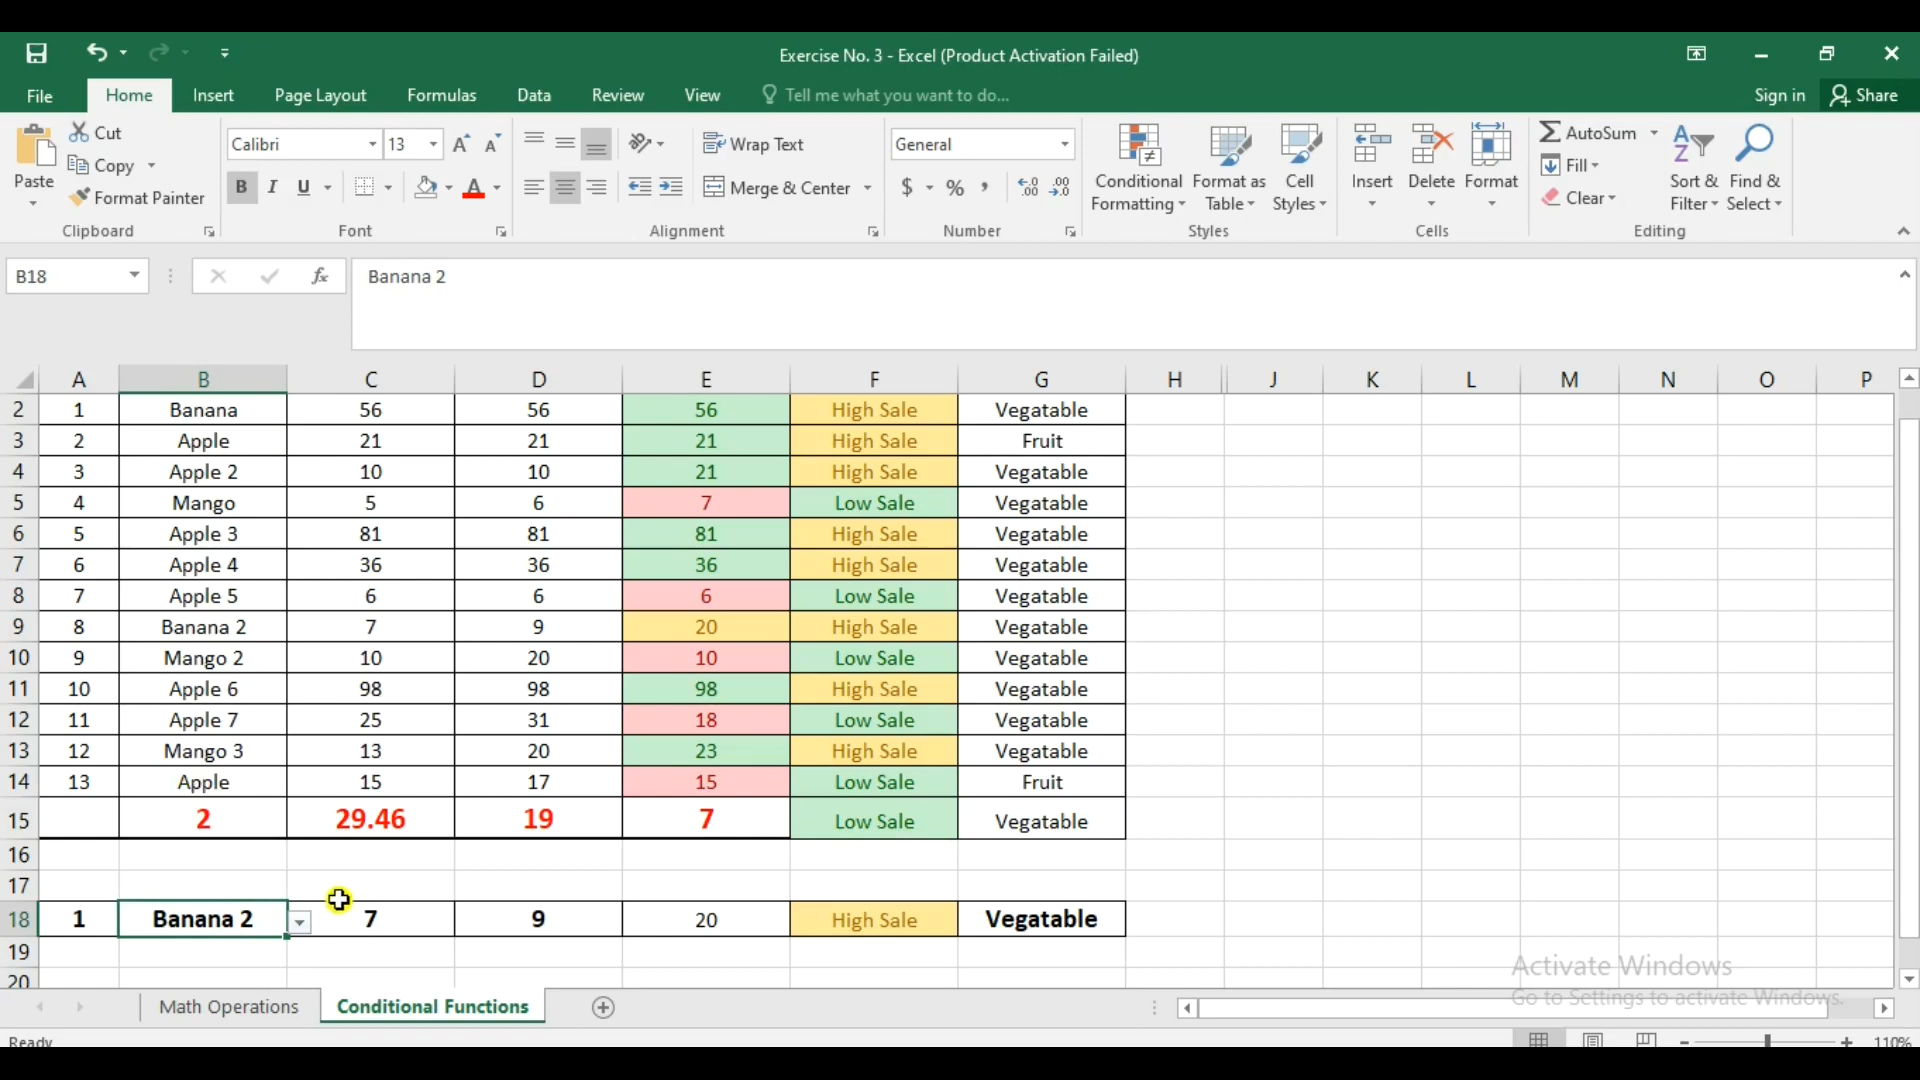 Exercise No. 3 - Excel (Product Activation Failed)
File Home Insert Page Layout Formulas Data Review View Tell me what you want to do... Sign in Share
Paste Cut Copy Format Painter Clipboard
Calibri 13 B I U A Font
Wrap Text Merge & Center Alignment
General $ % , Number
Conditional Formatting Format as Table Cell Styles Styles
Insert Delete Format Cells
AutoSum Fill Clear Sort & Filter Find & Select Editing
B18 fx Banana 2
A B C D E F G H J K L M N O P
2 1 Banana 56 56 56 High Sale Vegatable
3 2 Apple 21 21 21 High Sale Fruit
4 3 Apple 2 10 10 21 High Sale Vegatable
5 4 Mango 5 6 7 Low Sale Vegatable
6 5 Apple 3 81 81 81 High Sale Vegatable
7 6 Apple 4 36 36 36 High Sale Vegatable
8 7 Apple 5 6 6 6 Low Sale Vegatable
9 8 Banana 2 7 9 20 High Sale Vegatable
10 9 Mango 2 10 20 10 Low Sale Vegatable
11 10 Apple 6 98 98 98 High Sale Vegatable
12 11 Apple 7 25 31 18 Low Sale Vegatable
13 12 Mango 3 13 20 23 High Sale Vegatable
14 13 Apple 15 17 15 Low Sale Fruit
15 2 29.46 19 7 Low Sale Vegatable
16
17
18 1 Banana 2 7 9 20 High Sale Vegatable
19
20
Activate Windows
Go to Settings to activate Windows.
Math Operations Conditional Functions
Ready 110%